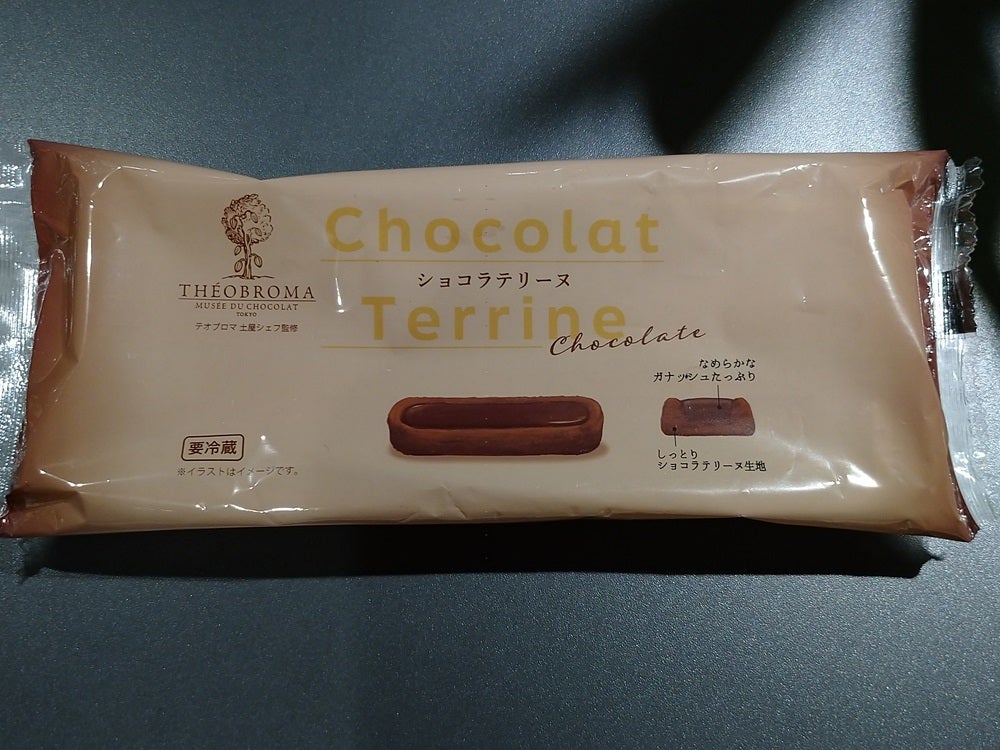 THÉOBROMA
MUSÉE DU CHOCOLAT
TOKYO
テオブロマ 土屋シェフ監修
Chocolat
ショコラテリーヌ
Terrine
Chocolate
なめらかな
ガナッシュたっぷり
しっとり
ショコラテリーヌ生地
要冷蔵
※イラストはイメージです。